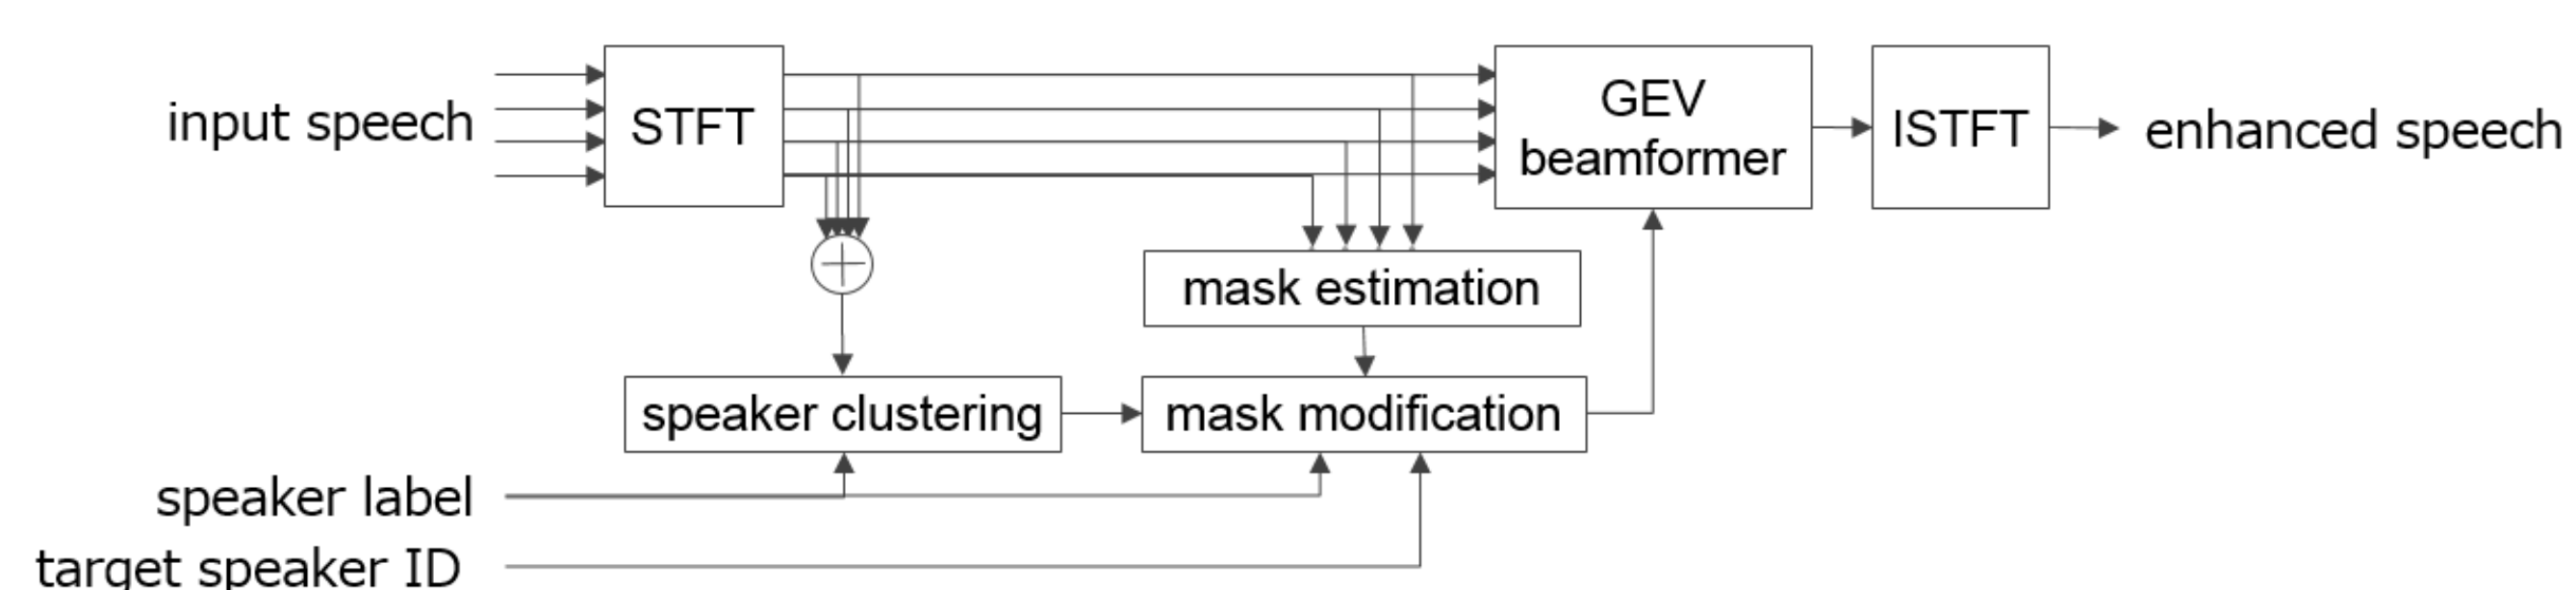 input speech
STFT
GEV
beamformer
ISTFT
enhanced speech
mask estimation
speaker clustering
mask modification
speaker label
target speaker ID